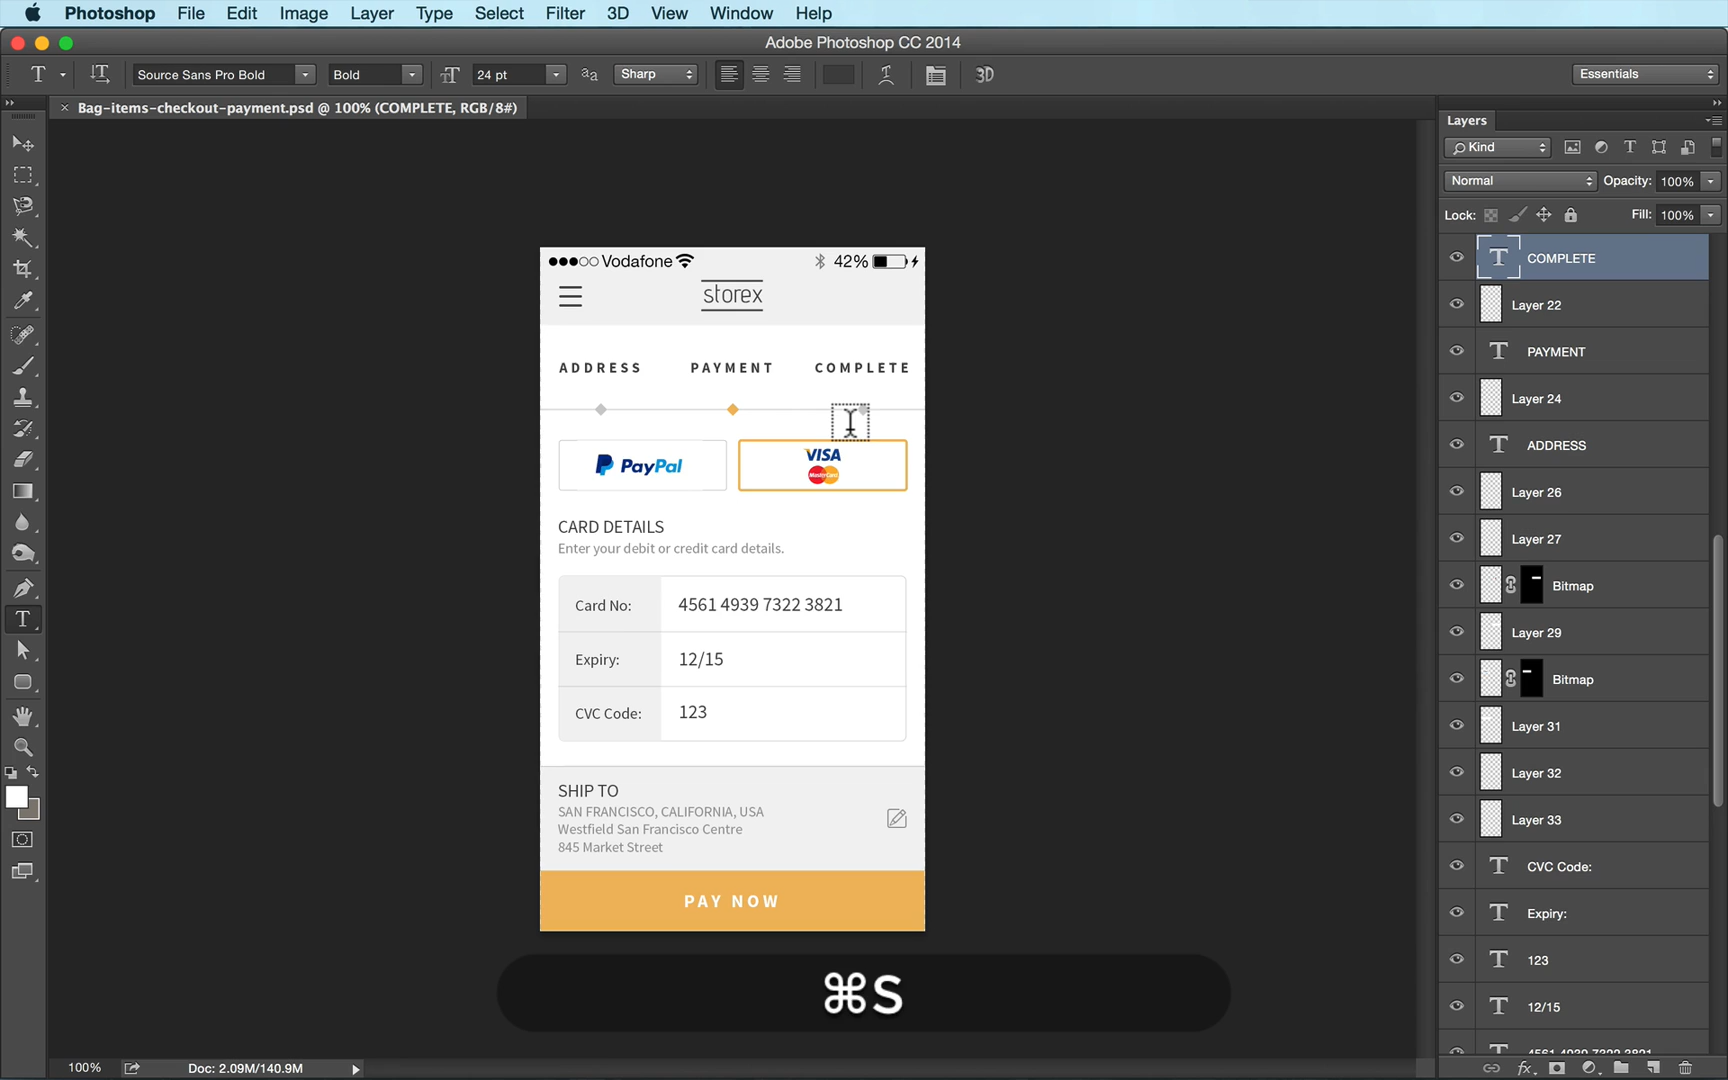 Photoshop File Edit Image Layer Type Select Filter 3D View Window Help
Adobe Photoshop CC 2014
T Source Sans Pro Bold Bold 24 pt Sharp 3D Essentials
Bag-items-checkout-payment.psd @ 100% (COMPLETE, RGB/8#)
Layers
Kind
Normal Opacity: 100%
Lock: Fill: 100%
COMPLETE
Layer 22
PAYMENT
Layer 24
ADDRESS
Layer 26
Layer 27
Bitmap
Layer 29
Bitmap
Layer 31
Layer 32
Layer 33
CVC Code:
Expiry:
123
12/15
4561 4939 7322 3821
Vodafone 42%
storex
ADDRESS PAYMENT COMPLETE
PayPal
VISA
MasterCard
CARD DETAILS
Enter your debit or credit card details.
Card No: 4561 4939 7322 3821
Expiry: 12/15
CVC Code: 123
SHIP TO
SAN FRANCISCO, CALIFORNIA, USA
Westfield San Francisco Centre
845 Market Street
PAY NOW
⌘S
100% Doc: 2.09M/140.9M
fx